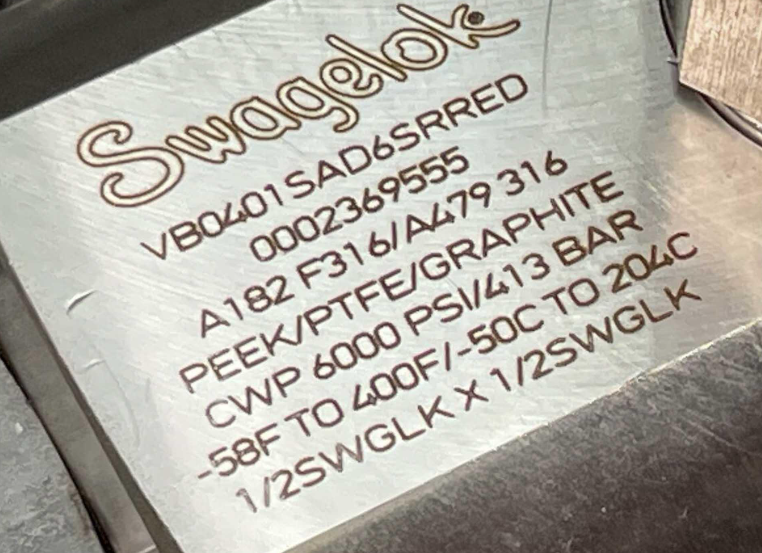 Swagelok
VB0401SAD6SRRED
0002369555
A182 F316/A479 316
PEEK/PTFE/GRAPHITE
CWP 6000 PSI/413 BAR
-58F TO 400F/-50C TO 204C
1/2SWGLK X 1/2SWGLK